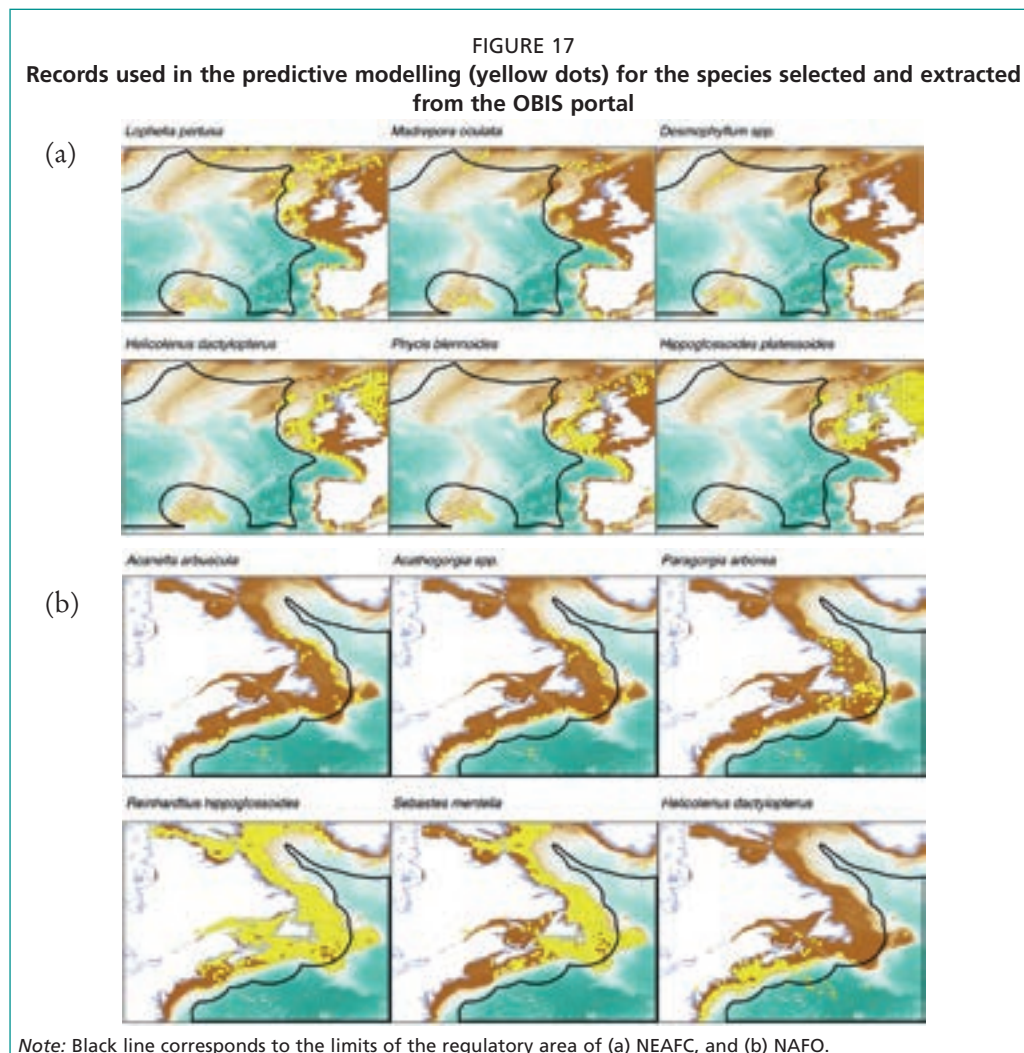 FIGURE 17
Records used in the predictive modelling (yellow dots) for the species selected and extracted
from the OBIS portal
(a)
Lophelia pertusa Madrepora oculata Desmophyllum spp.
Helicolenus dactylopterus Phycis blennoides Hippoglossoides platessoides
(b)
Acanella arbuscula Acathogorgia spp. Paragorgia arborea
Reinhardtius hippoglossoides Sebastes mentella Helicolenus dactylopterus
Note: Black line corresponds to the limits of the regulatory area of (a) NEAFC, and (b) NAFO.